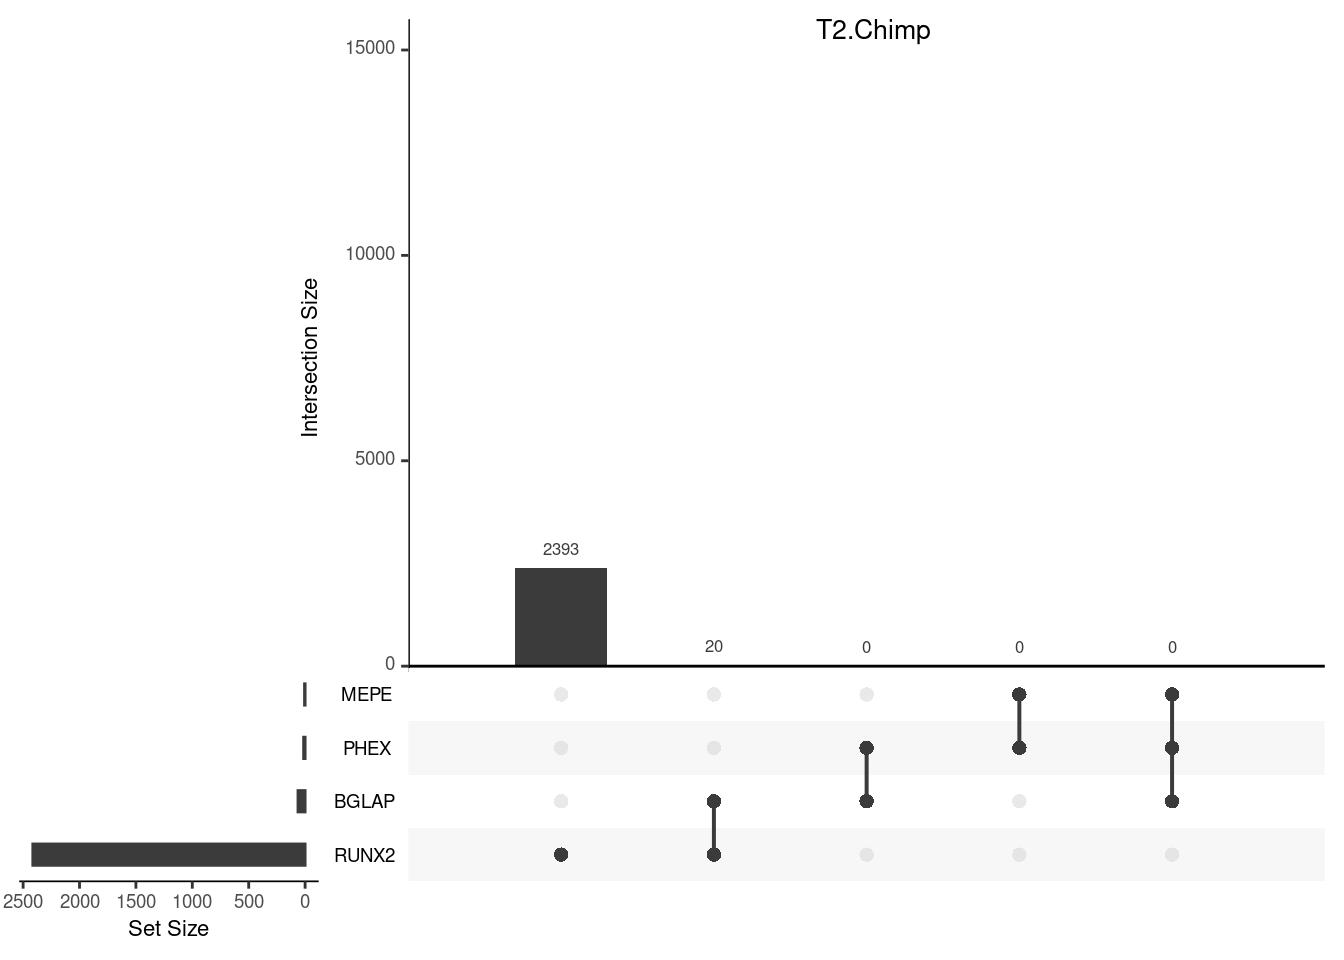 T2.Chimp
15000
10000
5000
0
Intersection Size
2393
20
0
0
0
MEPE
PHEX
BGLAP
RUNX2
2500 2000 1500 1000 500 0
Set Size